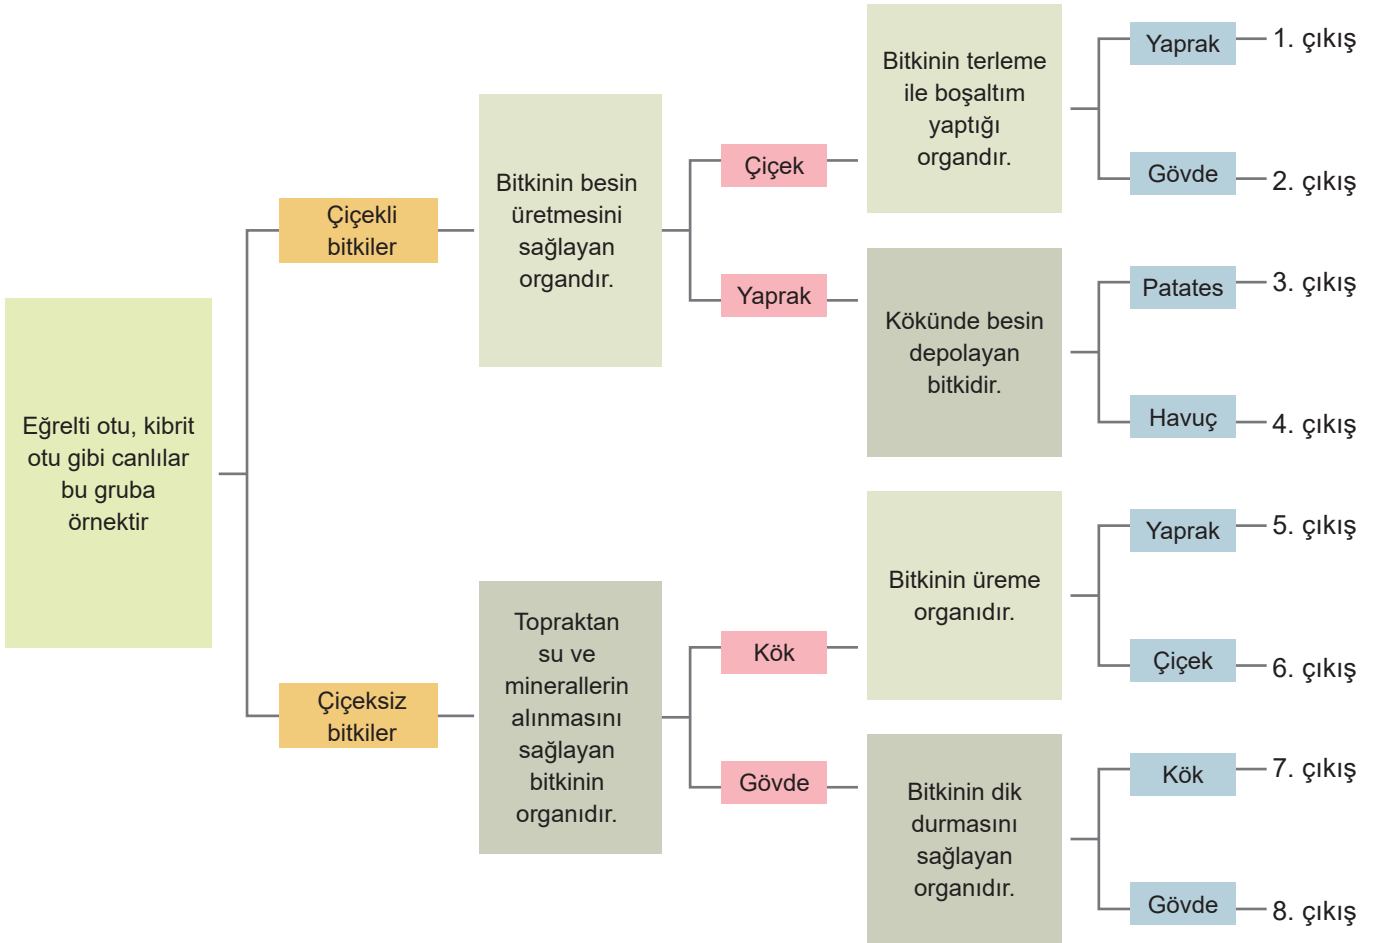 Eğrelti otu, kibrit
otu gibi canlılar
bu gruba
örnektir
Çiçekli
bitkiler
Çiçeksiz
bitkiler
Bitkinin besin
üretmesini
sağlayan
organdır.
Topraktan
su ve
minerallerin
alınmasını
sağlayan
bitkinin
organıdır.
Çiçek
Yaprak
Kök
Gövde
Bitkinin terleme
ile boşaltım
yaptığı
organdır.
Kökünde besin
depolayan
bitkidir.
Bitkinin üreme
organıdır.
Bitkinin dik
durmasını
sağlayan
organıdır.
Yaprak 1. çıkış
Gövde 2. çıkış
Patates 3. çıkış
Havuç 4. çıkış
Yaprak 5. çıkış
Çiçek 6. çıkış
Kök 7. çıkış
Gövde 8. çıkış